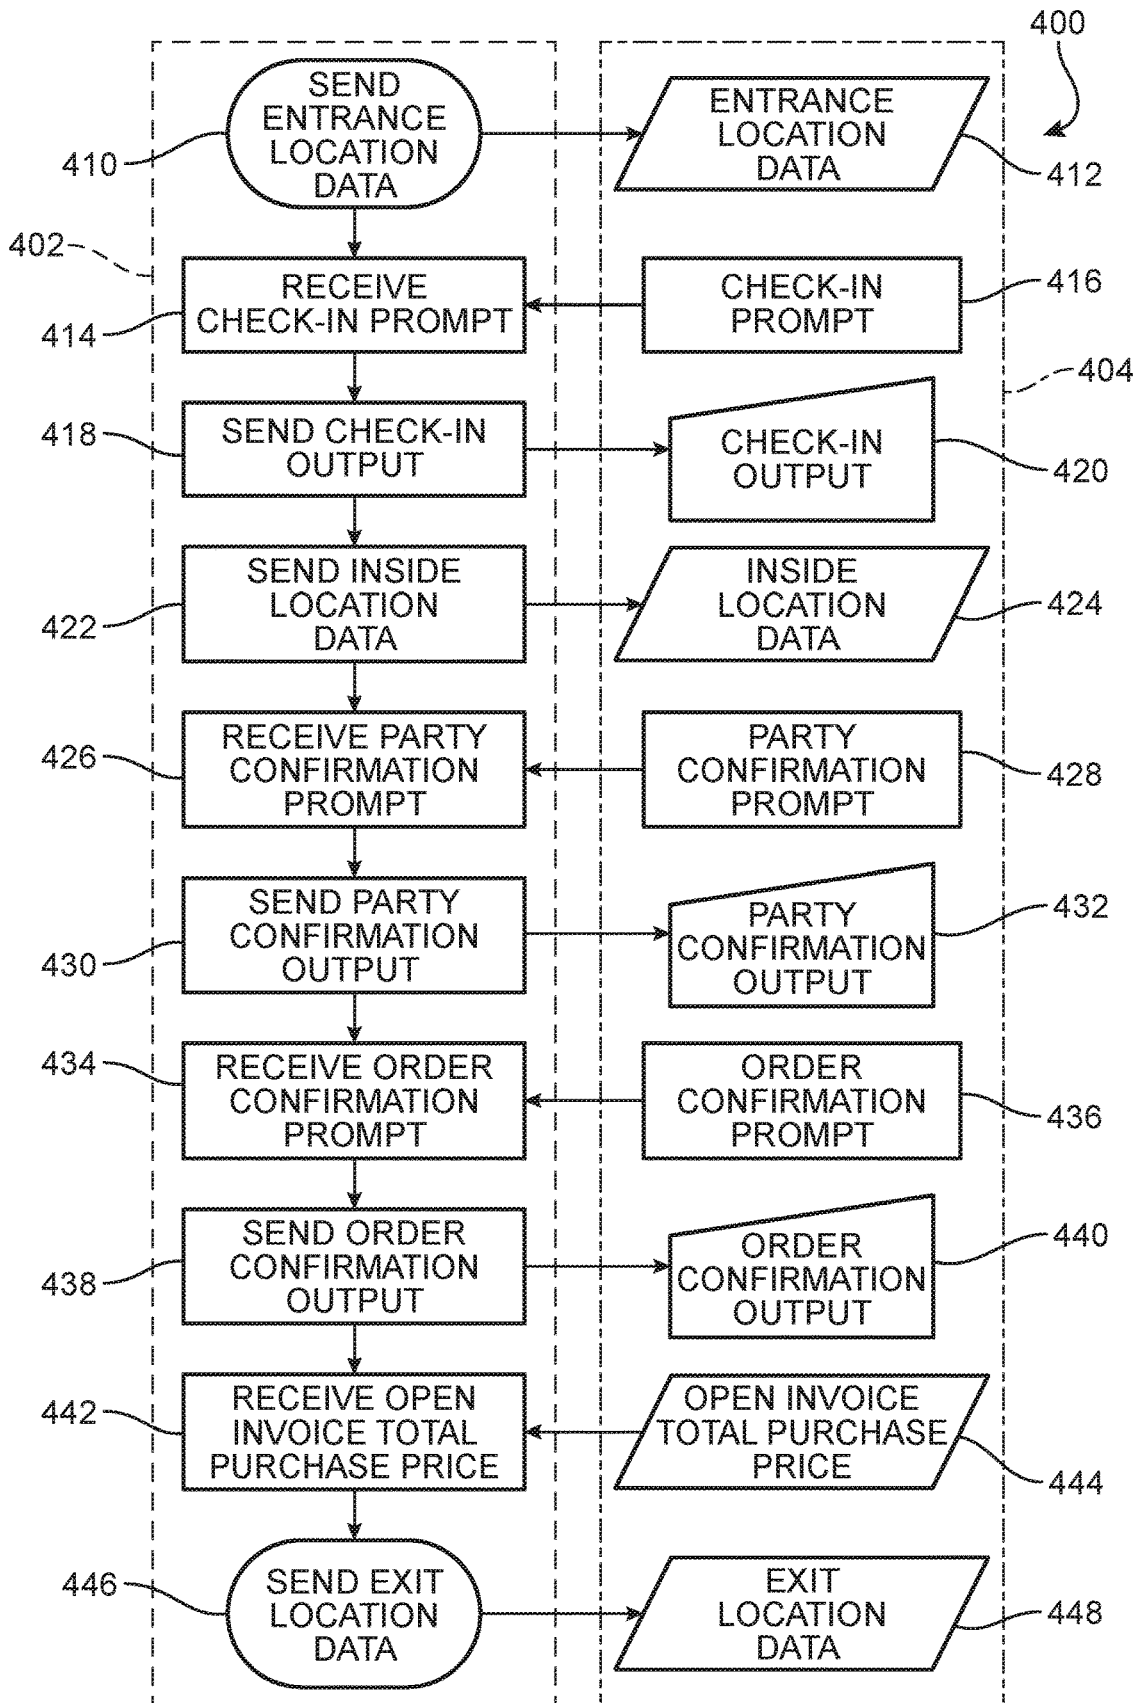 400
SEND
ENTRANCE
LOCATION
DATA
410
ENTRANCE
LOCATION
DATA
412
402
RECEIVE
CHECK-IN PROMPT
414
CHECK-IN
PROMPT
416
404
SEND CHECK-IN
OUTPUT
418
CHECK-IN
OUTPUT
420
SEND INSIDE
LOCATION
DATA
422
INSIDE
LOCATION
DATA
424
RECEIVE PARTY
CONFIRMATION
PROMPT
426
PARTY
CONFIRMATION
PROMPT
428
SEND PARTY
CONFIRMATION
OUTPUT
430
PARTY
CONFIRMATION
OUTPUT
432
434
RECEIVE ORDER
CONFIRMATION
PROMPT
ORDER
CONFIRMATION
PROMPT
436
SEND ORDER
CONFIRMATION
OUTPUT
438
ORDER
CONFIRMATION
OUTPUT
440
442
RECEIVE OPEN
INVOICE TOTAL
PURCHASE PRICE
OPEN INVOICE
TOTAL PURCHASE
PRICE
444
446
SEND EXIT
LOCATION
DATA
EXIT
LOCATION
DATA
448